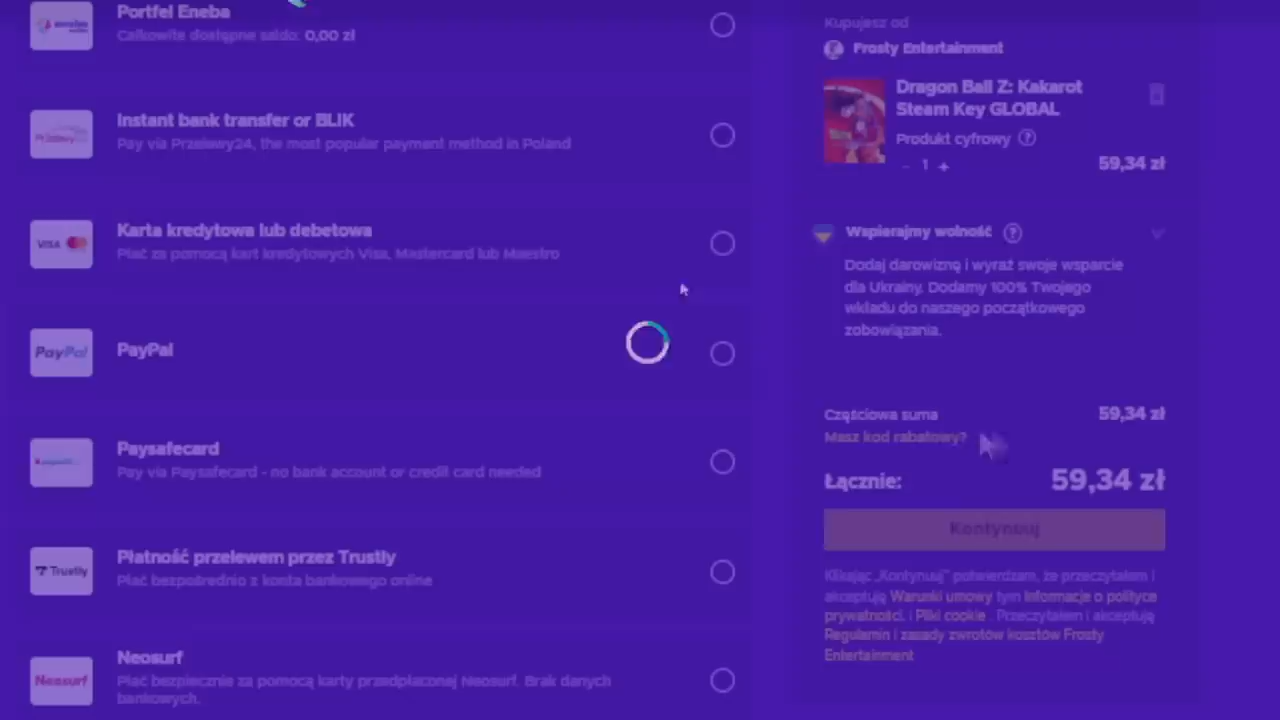 Portfel Eneba
Całkowite dostępne saldo: 0,00 zł
Instant bank transfer or BLIK
Pay via Przelewy24, the most popular payment method in Poland
VISA
Karta kredytowa lub debetowa
Płać za pomocą kart kredytowych Visa, Mastercard lub Maestro
PayPal
PayPal
Paysafecard
Pay via Paysafecard - no bank account or credit card needed
Trustly
Płatność przelewem przez Trustly
Płać bezpośrednio z konta bankowego online
Neosurf
Neosurf
Płać bezpiecznie za pomocą karty przedpłaconej Neosurf. Brak danych
bankowych.
Kupujesz od
Frosty Entertainment
Dragon Ball Z: Kakarot
Steam Key GLOBAL
Produkt cyfrowy ?
- 1 + 59,34 zł
Wspierajmy wolność ?
Dodaj darowiznę i wyraź swoje wsparcie
dla Ukrainy. Dodamy 100% Twojego
wkładu do naszego początkowego
zobowiązania.
Częściowa suma 59,34 zł
Masz kod rabatowy?
Łącznie: 59,34 zł
Kontynuuj
Klikając „Kontynuuj" potwierdzam, że przeczytałem i
akceptuję Warunki umowy tym Informacje o polityce
prywatności. i Pliki cookie . Przeczytałem i akceptuję
Regulamin i zasady zwrotów kosztów Frosty
Entertainment